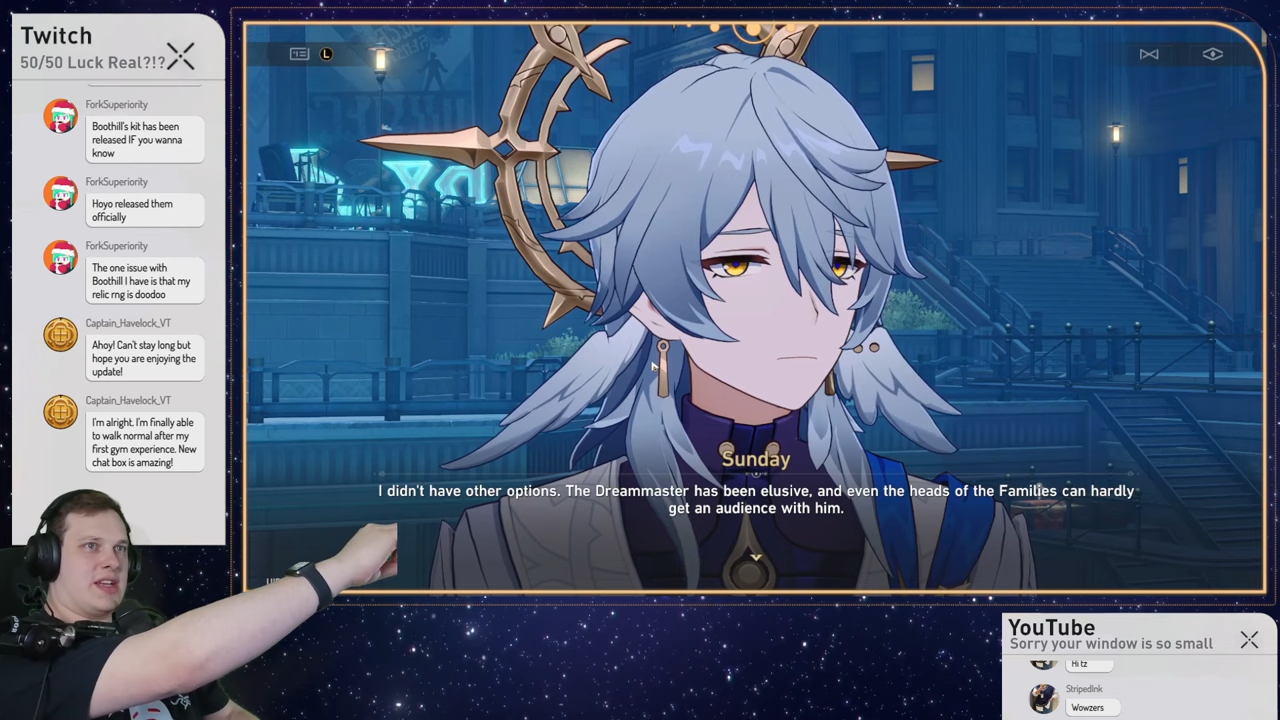 Twitch
50/50 Luck Real?!?
ForkSuperiority
Boothill's kit has been
released IF you wanna
know
ForkSuperiority
Hoyo released them
officially
ForkSuperiority
The one issue with
Boothill I have is that my
relic rng is doodoo
Captain_Havelock_VT
Ahoy! Can't stay long but
hope you are enjoying the
update!
Captain_Havelock_VT
I'm alright. I'm finally able
to walk normal after my
first gym experience. New
chat box is amazing!
L
Sunday
I didn't have other options. The Dreammaster has been elusive, and even the heads of the Families can hardly
get an audience with him.
YouTube
Sorry your window is so small
Hi tz
StripedInk
Wowzers